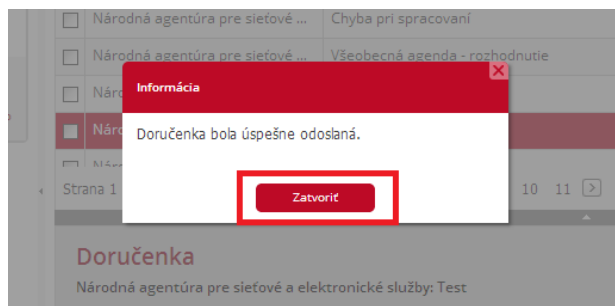 Národná agentúra pre sieťové ... Chyba pri spracovaní
Národná agentúra pre sieťové ... Všeobecná agenda - rozhodnutie
Informácia
Doručenka bola úspešne odoslaná.
Zatvoriť
Strana 1 10 11
Doručenka
Národná agentúra pre sieťové a elektronické služby: Test